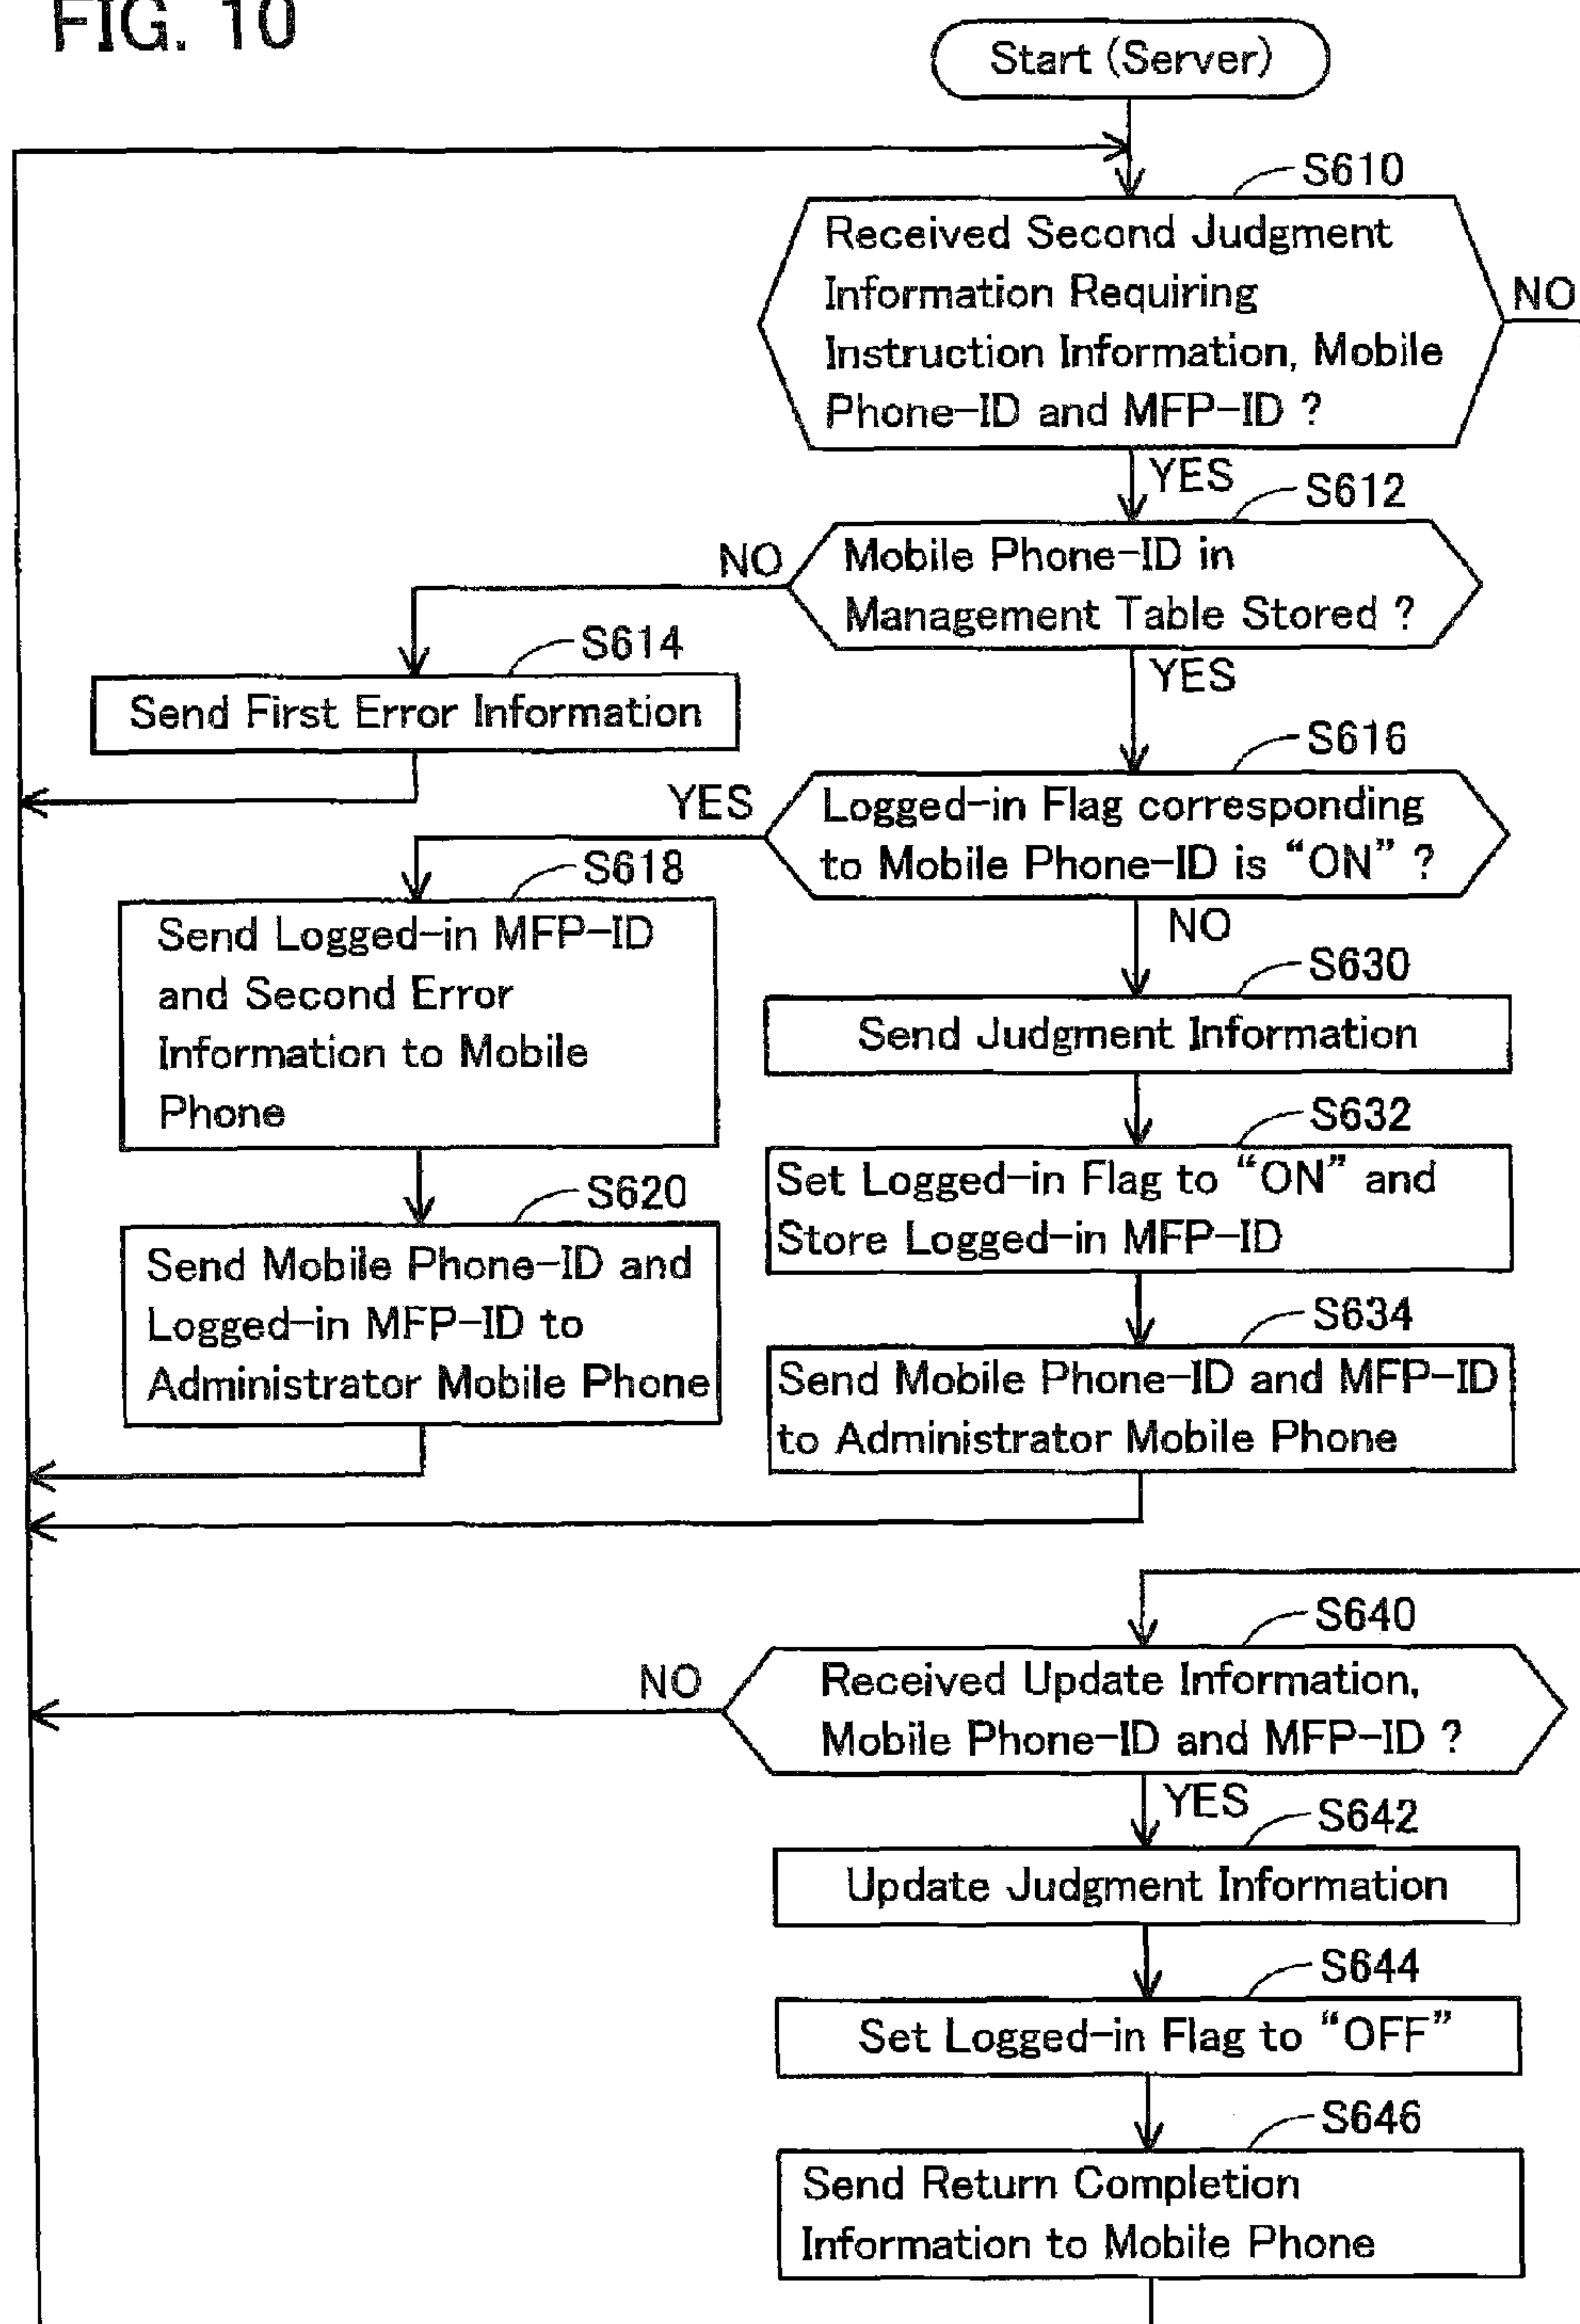 FIG. 10
Start (Server)
S610
Received Second Judgment
Information Requiring
Instruction Information, Mobile
Phone-ID and MFP-ID ?
NO
YES
S612
Mobile Phone-ID in
Management Table Stored ?
NO
YES
S614
Send First Error Information
S616
Logged-in Flag corresponding
to Mobile Phone-ID is “ON” ?
YES
NO
S618
Send Logged-in MFP-ID
and Second Error
Information to Mobile
Phone
S620
Send Mobile Phone-ID and
Logged-in MFP-ID to
Administrator Mobile Phone
S630
Send Judgment Information
S632
Set Logged-in Flag to “ON” and
Store Logged-in MFP-ID
S634
Send Mobile Phone-ID and MFP-ID
to Administrator Mobile Phone
S640
Received Update Information,
Mobile Phone-ID and MFP-ID ?
NO
YES
S642
Update Judgment Information
S644
Set Logged-in Flag to “OFF”
S646
Send Return Completion
Information to Mobile Phone